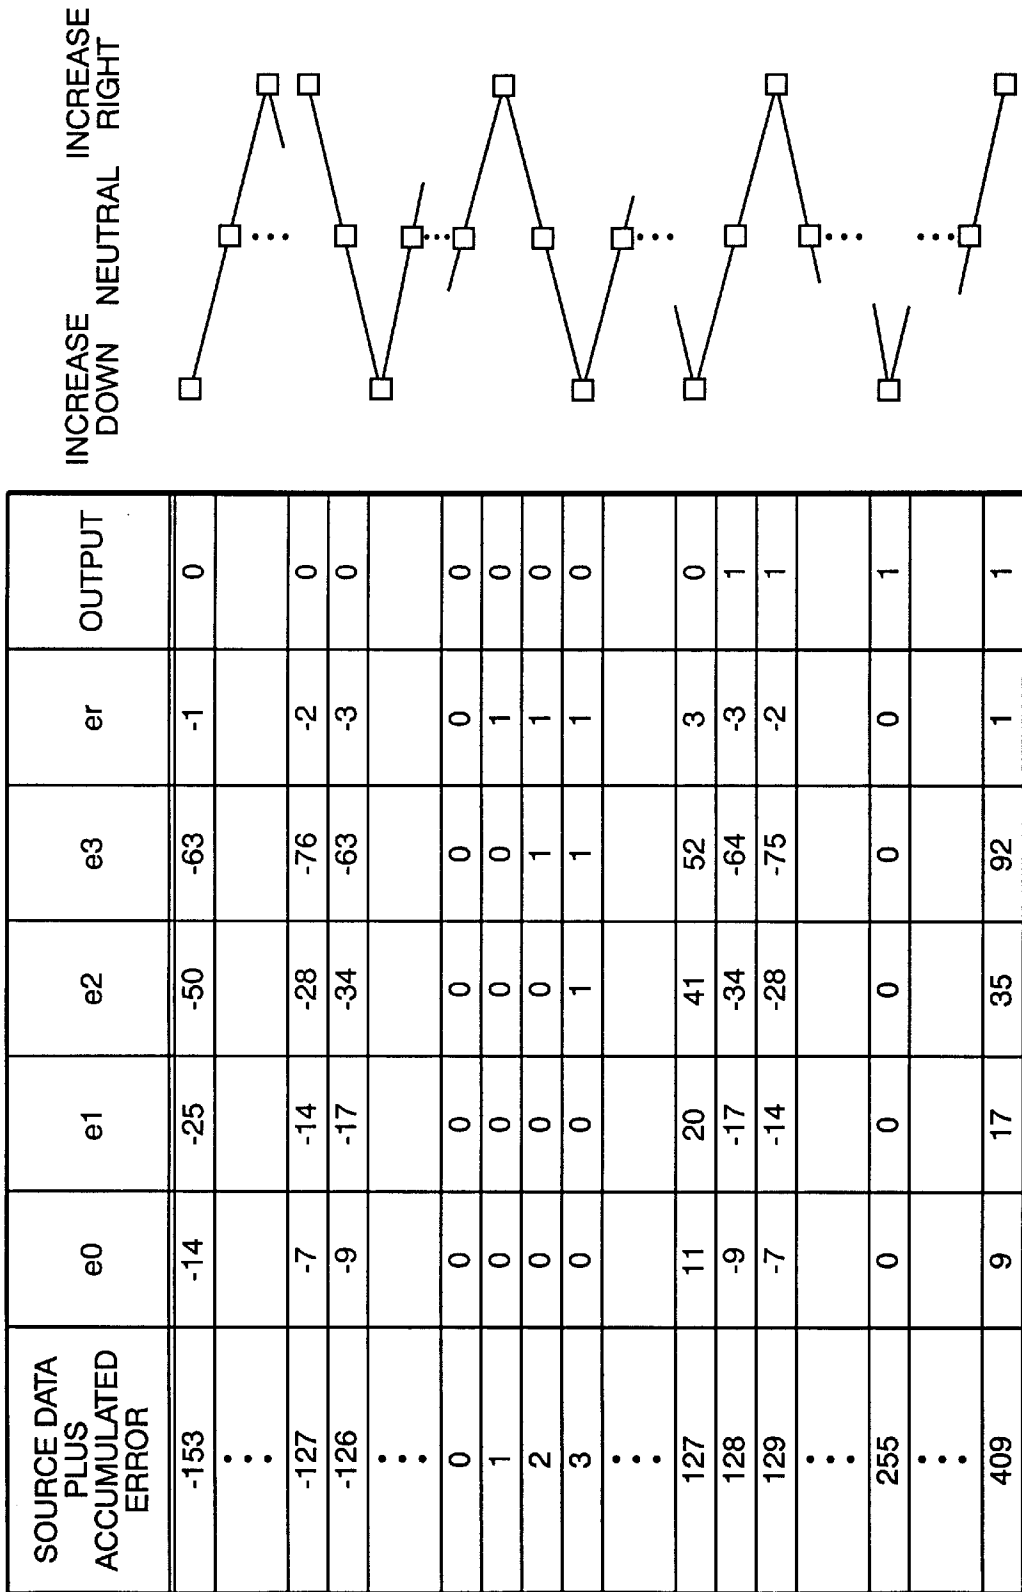 SOURCE DATA
PLUS
ACCUMULATED
ERROR
e0 e1 e2 e3 er OUTPUT
INCREASE
DOWN
NEUTRAL
INCREASE
RIGHT
-153 -14 -25 -50 -63 -1 0
• • •
-127 -7 -14 -28 -76 -2 0
-126 -9 -17 -34 -63 -3 0
• • •
0 0 0 0 0 0 0
1 0 0 0 0 1 0
2 0 0 0 1 1 0
3 0 0 1 1 1 0
• • •
127 11 20 41 52 3 0
128 -9 -17 -34 -64 -3 1
129 -7 -14 -28 -75 -2 1
• • •
255 0 0 0 0 0 1
• • •
409 9 17 35 92 1 1